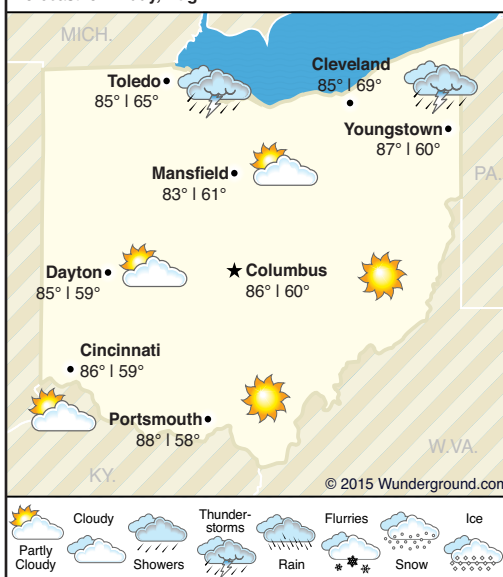 MICH.
Toledo
85° | 65°
Cleveland
85° | 69°
Youngstown
87° | 60°
Mansfield
83° | 61°
PA.
Dayton
85° | 59°
Columbus
86° | 60°
Cincinnati
86° | 59°
Portsmouth
88° | 58°
W.VA.
KY.
© 2015 Wunderground.com
Partly
Cloudy
Cloudy
Showers
Thunder-
storms
Rain
Flurries
Snow
Ice